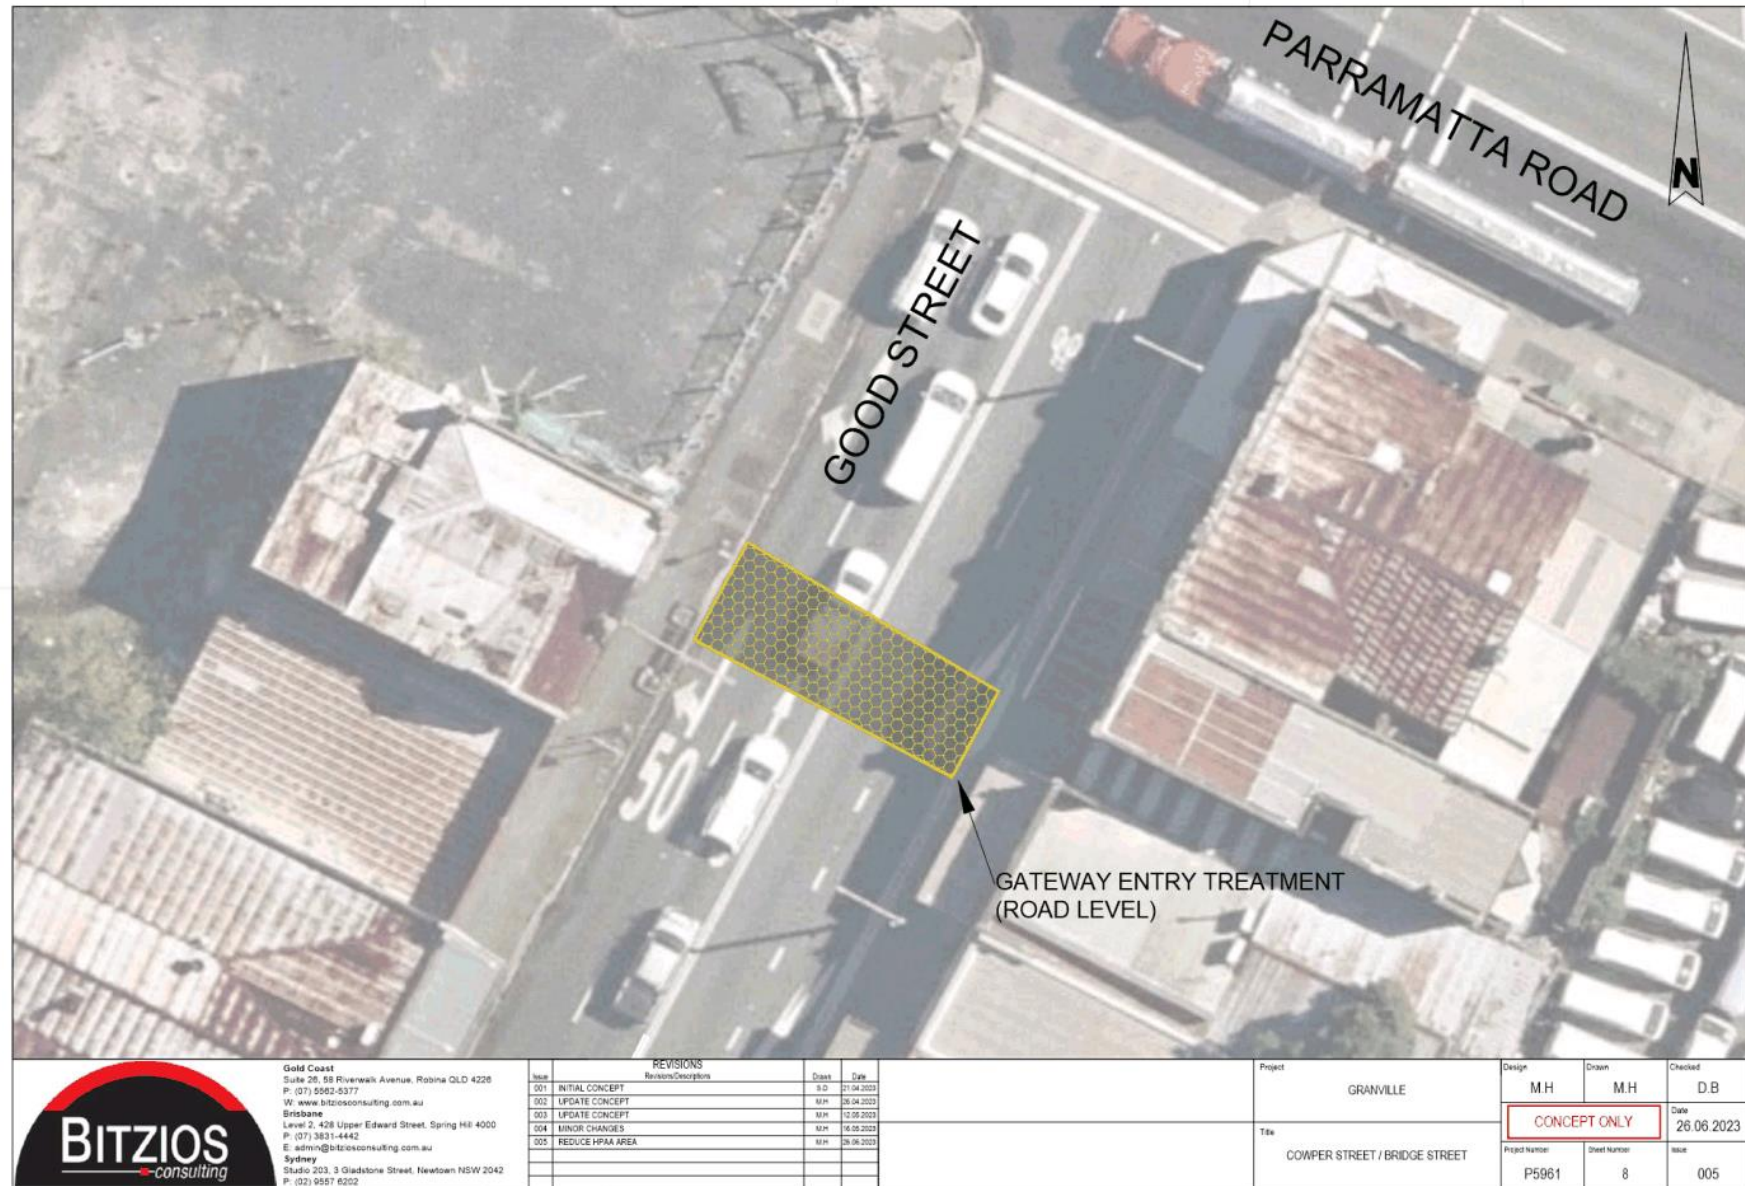 PARRAMATTA ROAD
N
GOOD STREET
50
GATEWAY ENTRY TREATMENT
(ROAD LEVEL)
BITZIOS
consulting
Gold Coast
Suite 26, 58 Riverwalk Avenue, Robina QLD 4226
P: (07) 5562-5377
W: www.bitziosconsulting.com.au
Brisbane
Level 2, 428 Upper Edward Street, Spring Hill 4000
P: (07) 3831-4442
E: admin@bitziosconsulting.com.au
Sydney
Studio 203, 3 Gladstone Street, Newtown NSW 2042
P: (02) 9557 6202
REVISIONS
Issue Revisions/Descriptions Drawn Date
001 INITIAL CONCEPT S.D 21.04.2023
002 UPDATE CONCEPT M.H 26.04.2023
003 UPDATE CONCEPT M.H 12.05.2023
004 MINOR CHANGES M.H 16.05.2023
005 REDUCE HPAA AREA M.H 26.06.2023
Project
GRANVILLE
Title
COWPER STREET / BRIDGE STREET
Design Drawn Checked
M.H M.H D.B
CONCEPT ONLY
Date
26.06.2023
Project Number Sheet Number Issue
P5961 8 005